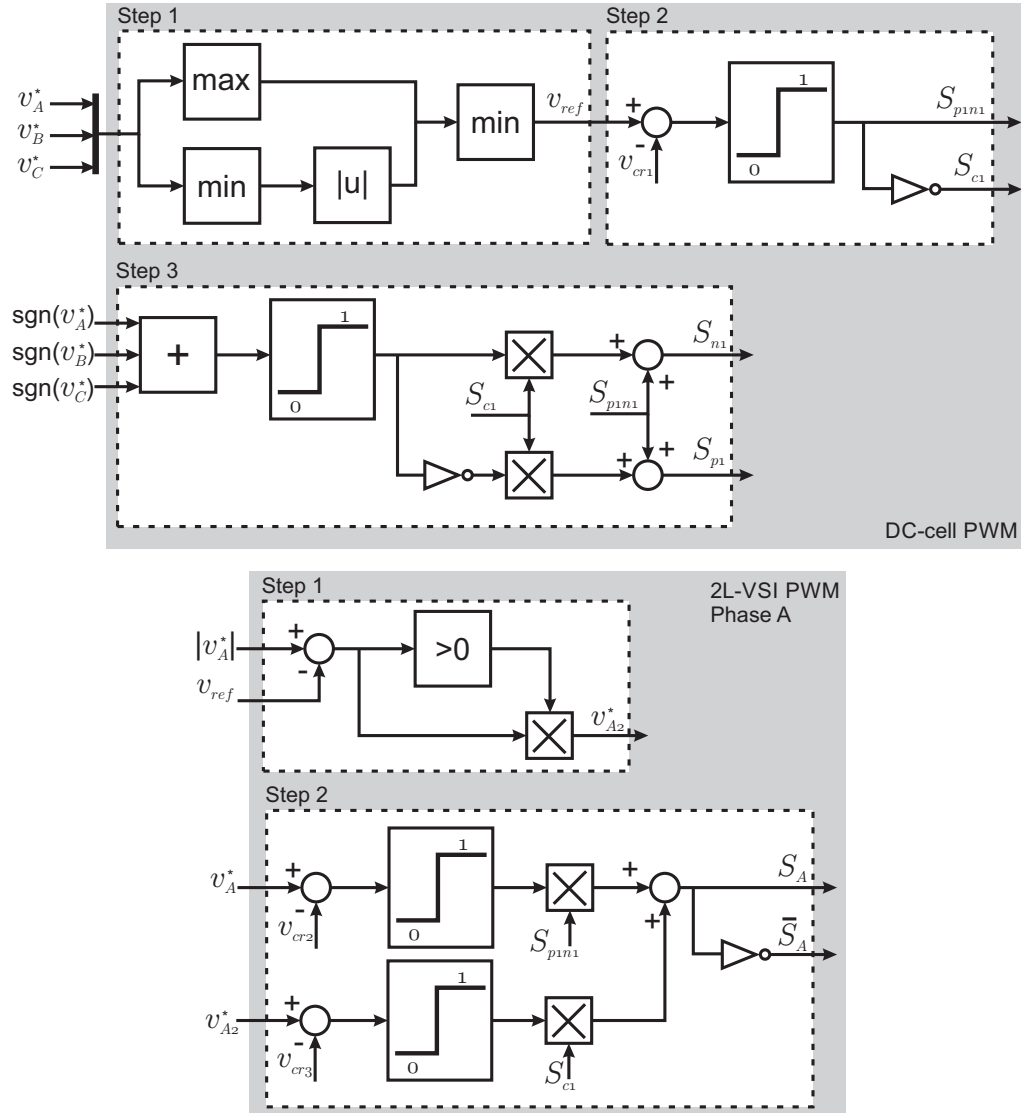 Step 1
Step 2
max
1
v*A
v*B
v*C
vref
+
-
vcr1
0
min
Sp1n1
min
|u|
Sc1
Step 3
sgn(v*A)
sgn(v*B)
sgn(v*C)
+
1
0
Sc1
+
+
Sp1n1
+
+
Sn1
Sp1
DC-cell PWM
Step 1
2L-VSI PWM
Phase A
|v*A|
+
-
vref
>0
v*A2
Step 2
v*A
+
-
vcr2
1
0
Sp1n1
+
+
SA
S̄A
v*A2
+
-
vcr3
1
0
Sc1